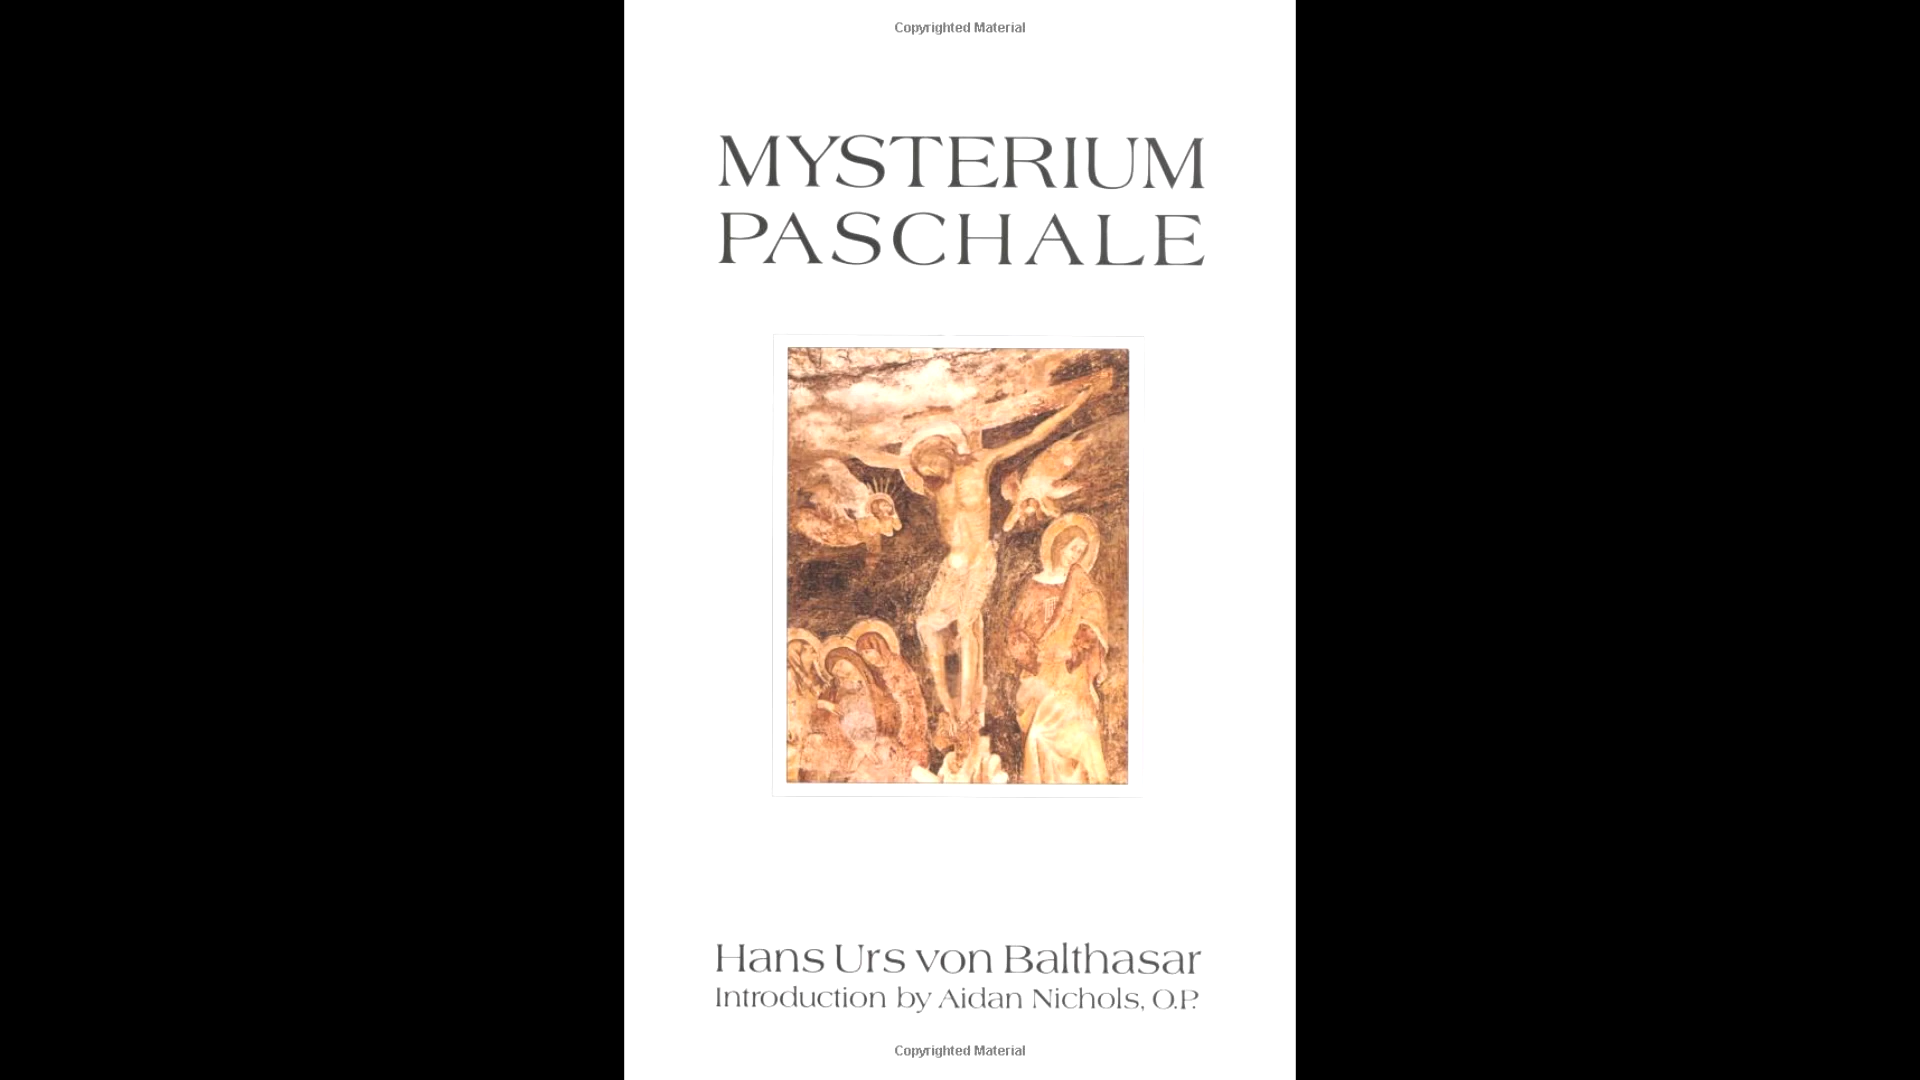 Copyrighted Material
MYSTERIUM
PASCHALE
Hans Urs von Balthasar
Introduction by Aidan Nichols, O.P.
Copyrighted Material